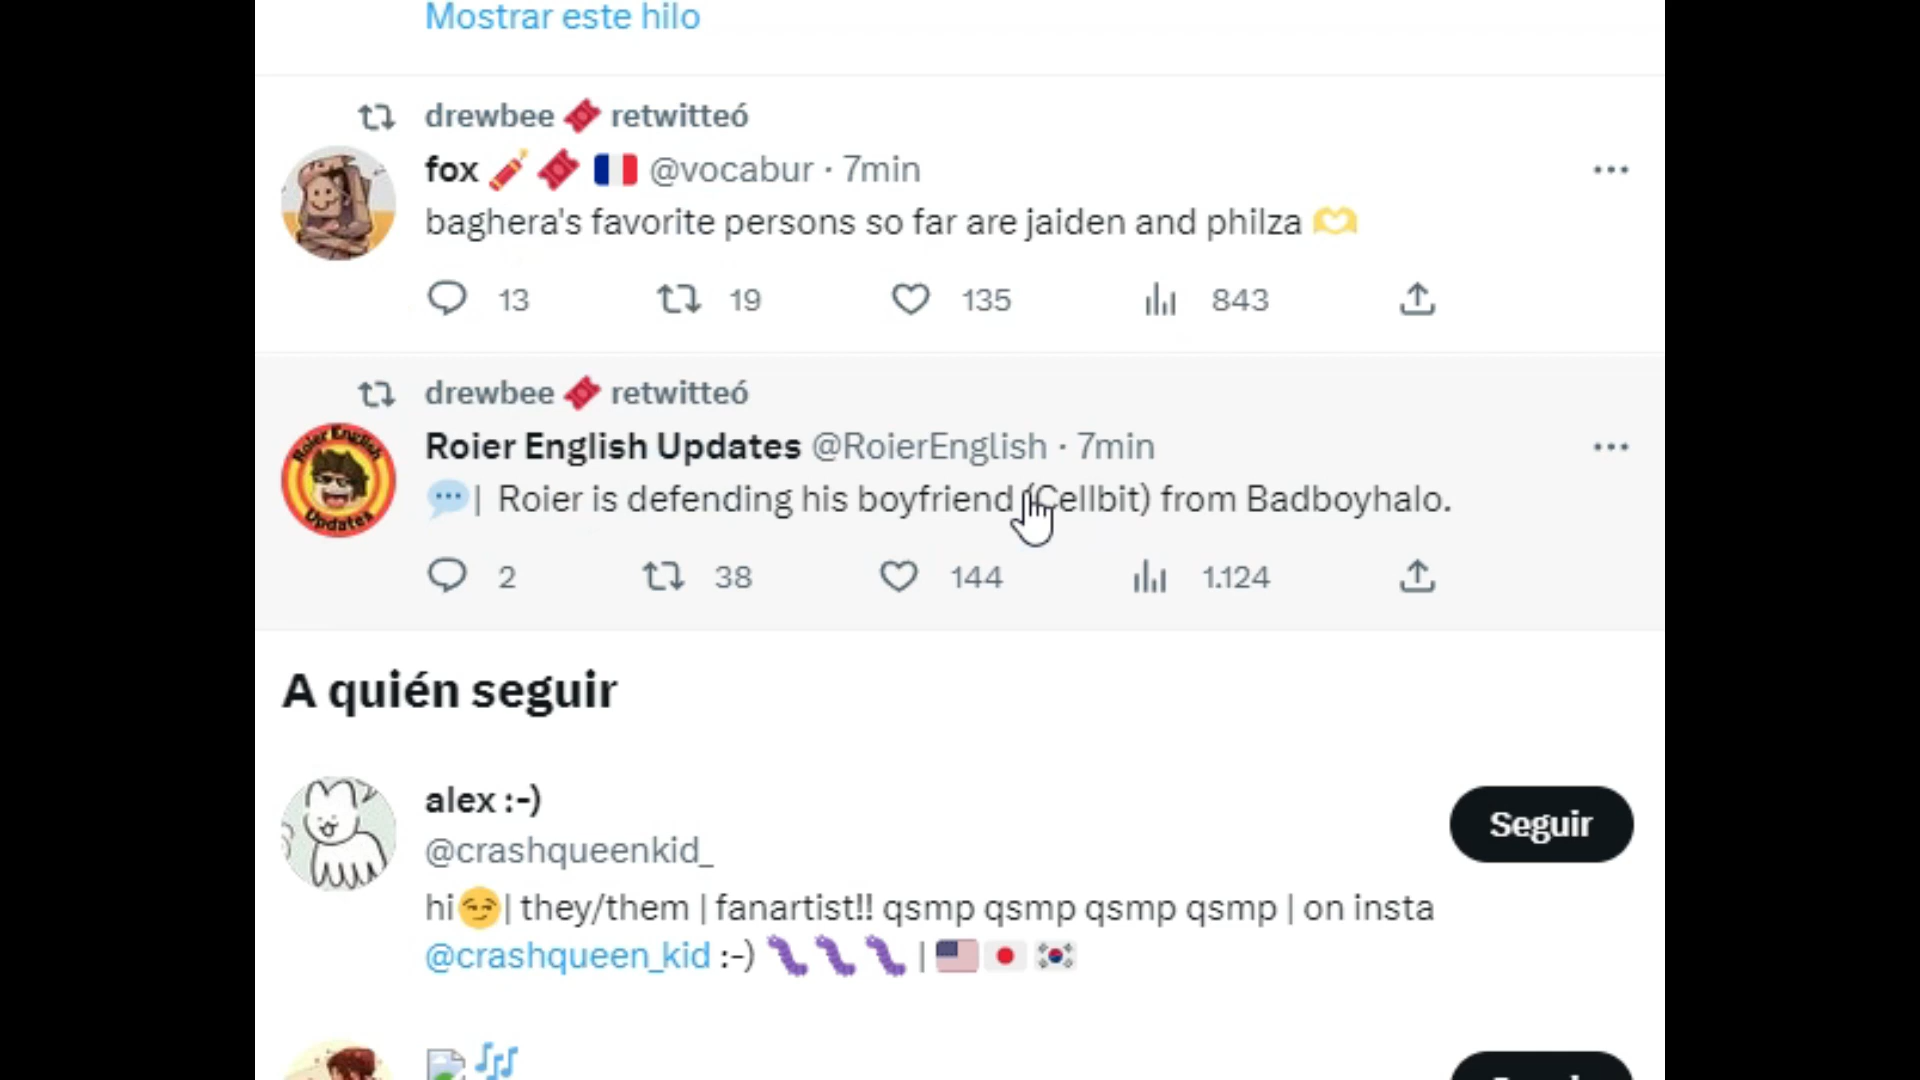 Mostrar este hilo
drewbee 🎟️ retwitteó
fox 🧨 🎟️ 🇫🇷 @vocabur · 7min
baghera's favorite persons so far are jaiden and philza 🫶
13 19 135 843
drewbee 🎟️ retwitteó
Roier English Updates @RoierEnglish · 7min
💬| Roier is defending his boyfriend (Cellbit) from Badboyhalo.
2 38 144 1.124
Roier English Updates
A quién seguir
alex :-)
@crashqueenkid_
Seguir
hi😏| they/them | fanartist!! qsmp qsmp qsmp qsmp | on insta
@crashqueen_kid :-) 🐛🐛🐛 | 🇺🇸 🇯🇵 🇰🇷
🎶